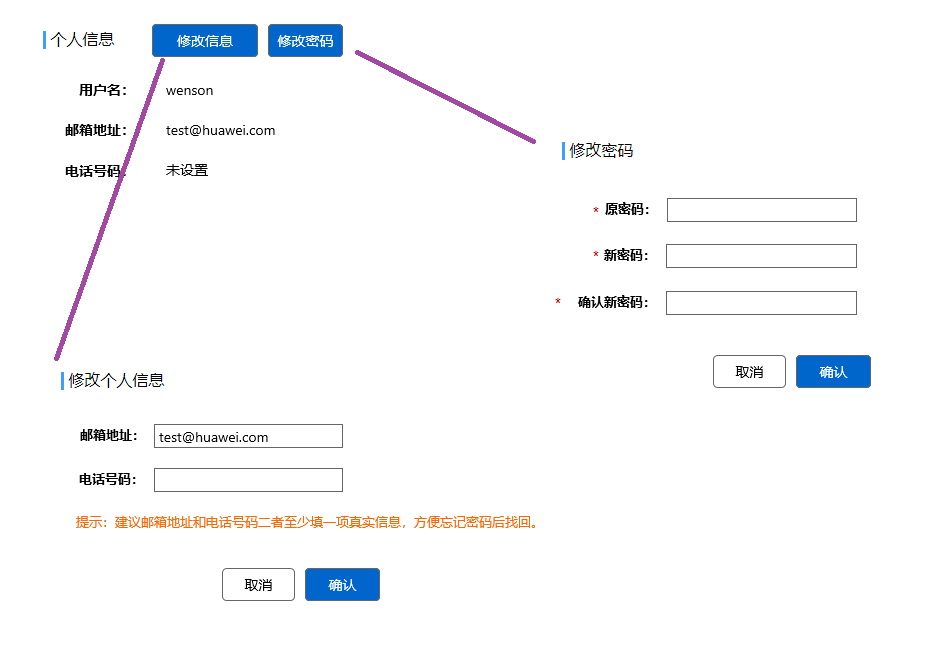 个人信息 修改信息 修改密码
用户名： wenson
邮箱地址： test@huawei.com
电话号码： 未设置
修改密码
* 原密码：
* 新密码：
* 确认新密码：
取消 确认
修改个人信息
邮箱地址： test@huawei.com
电话号码：
提示：建议邮箱地址和电话号码二者至少填一项真实信息，方便忘记密码后找回。
取消 确认